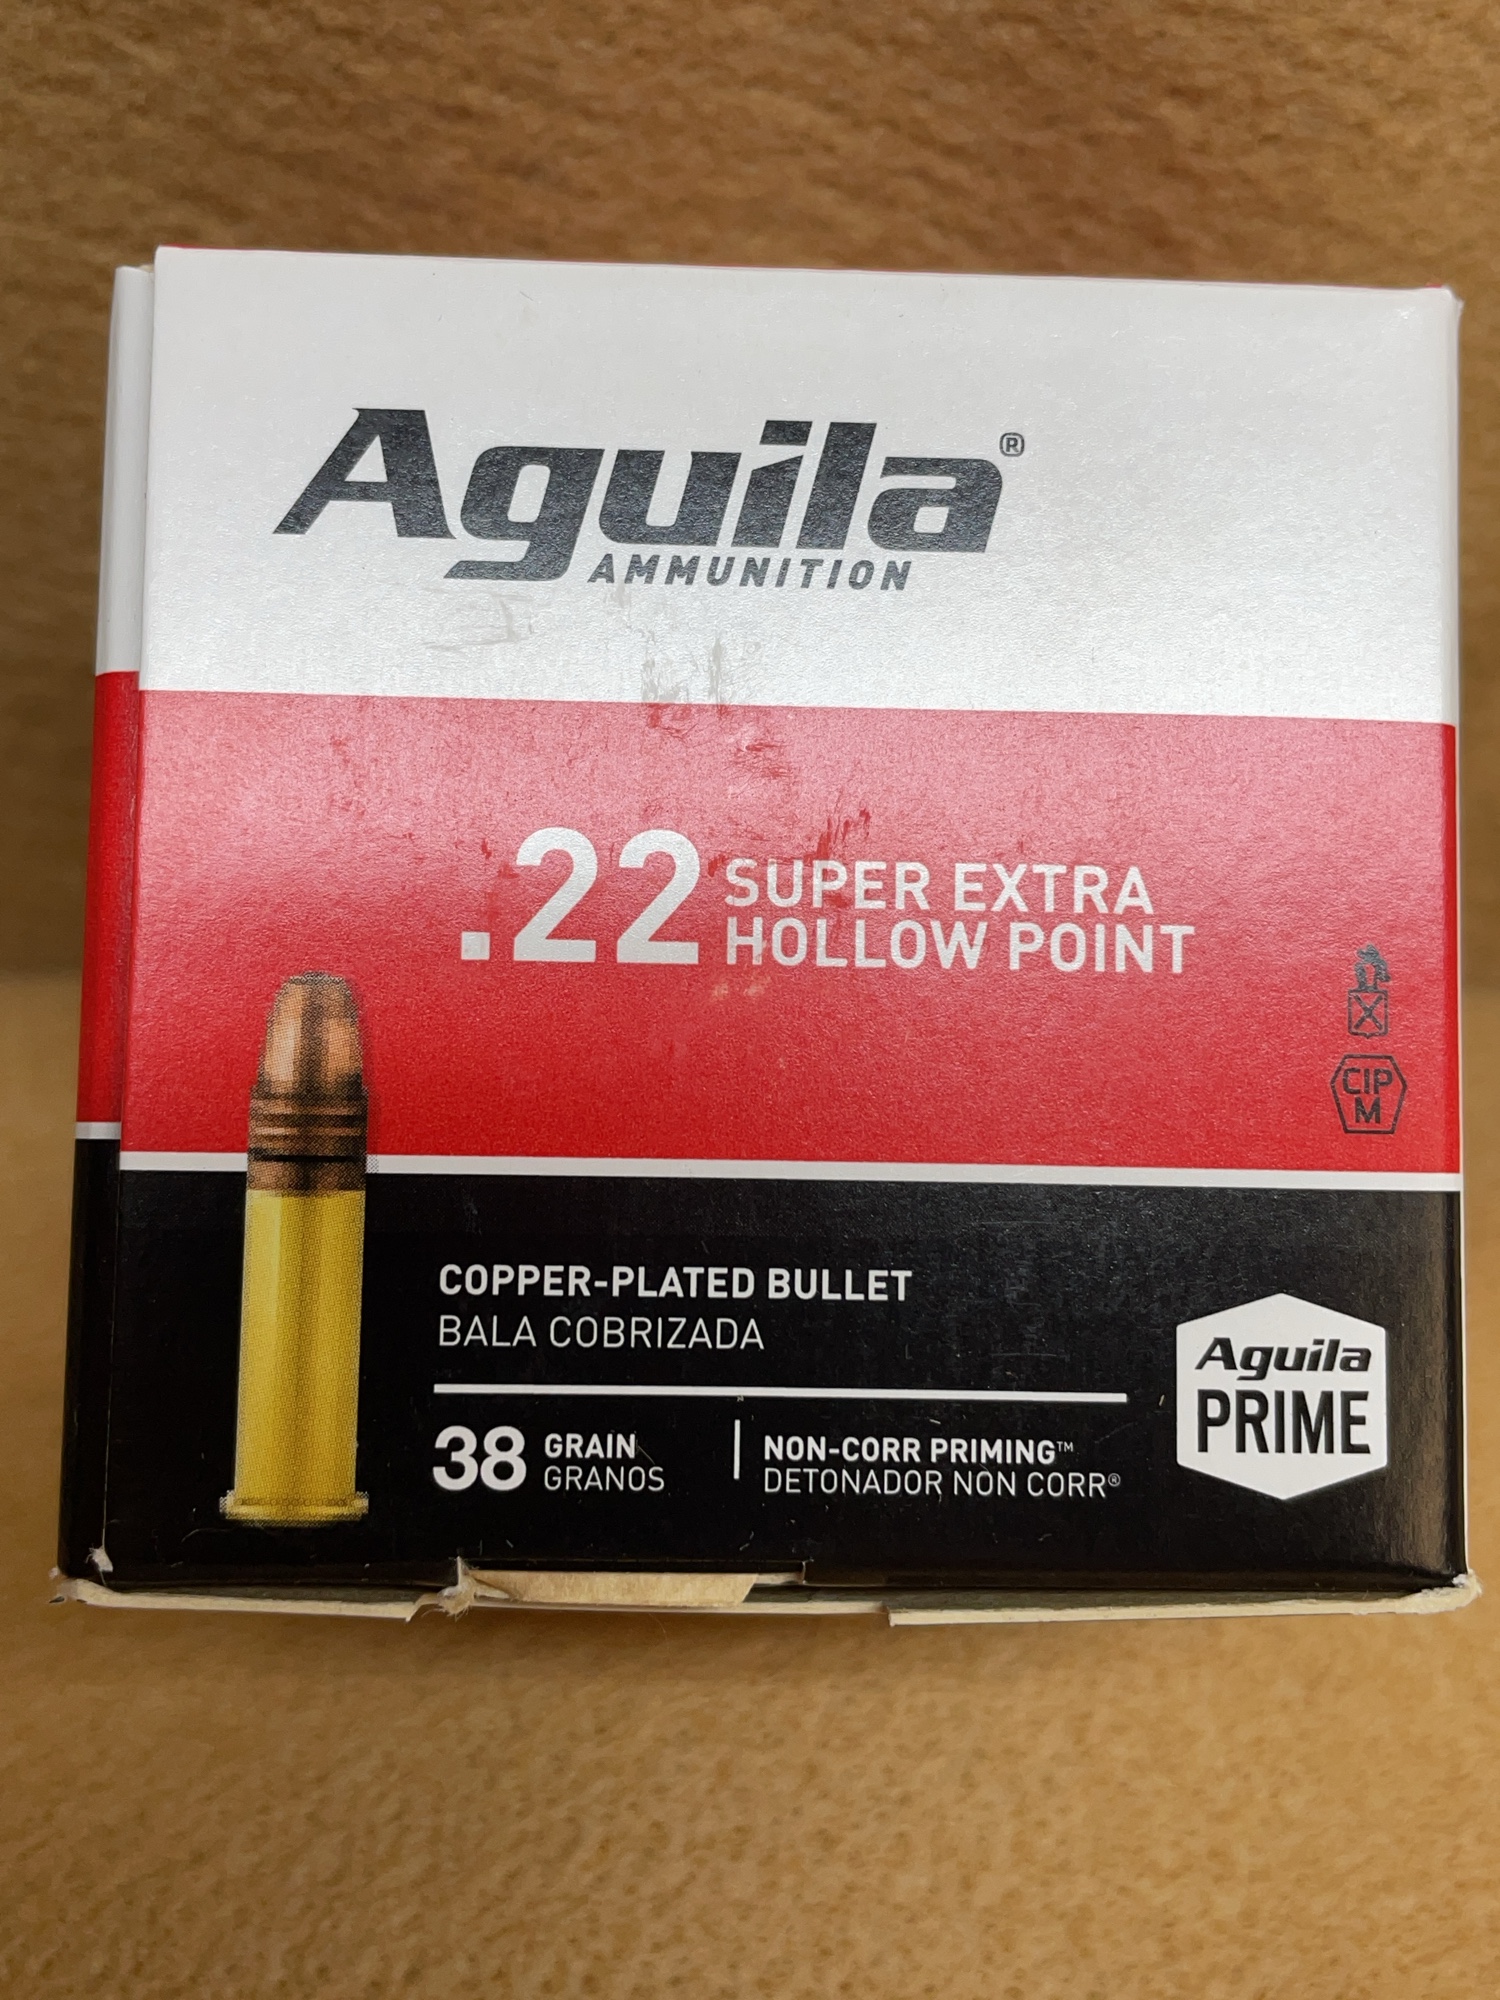 Aguila®
AMMUNITION
.22 SUPER EXTRA
HOLLOW POINT
CIP
M
COPPER-PLATED BULLET
BALA COBRIZADA
38 GRAIN
GRANOS
NON-CORR PRIMING™
DETONADOR NON CORR®
Aguila
PRIME